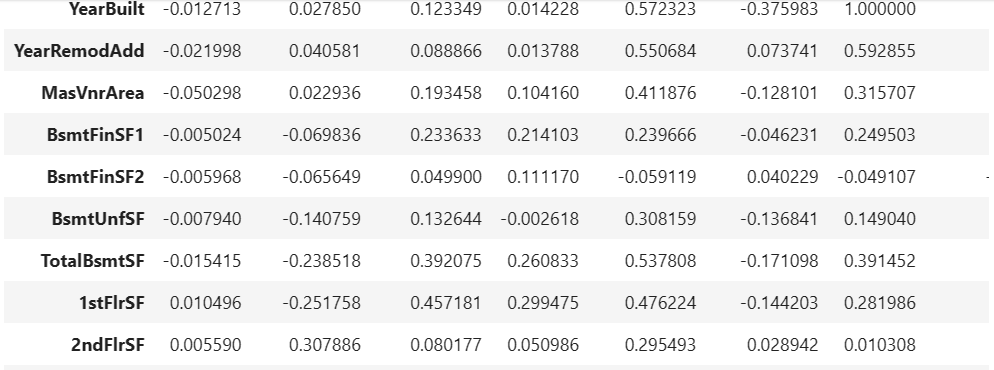 YearBuilt -0.012713 0.027850 0.123349 0.014228 0.572323 -0.375983 1.000000
YearRemodAdd -0.021998 0.040581 0.088866 0.013788 0.550684 0.073741 0.592855
MasVnrArea -0.050298 0.022936 0.193458 0.104160 0.411876 -0.128101 0.315707
BsmtFinSF1 -0.005024 -0.069836 0.233633 0.214103 0.239666 -0.046231 0.249503
BsmtFinSF2 -0.005968 -0.065649 0.049900 0.111170 -0.059119 0.040229 -0.049107 -
BsmtUnfSF -0.007940 -0.140759 0.132644 -0.002618 0.308159 -0.136841 0.149040
TotalBsmtSF -0.015415 -0.238518 0.392075 0.260833 0.537808 -0.171098 0.391452
1stFlrSF 0.010496 -0.251758 0.457181 0.299475 0.476224 -0.144203 0.281986
2ndFlrSF 0.005590 0.307886 0.080177 0.050986 0.295493 0.028942 0.010308